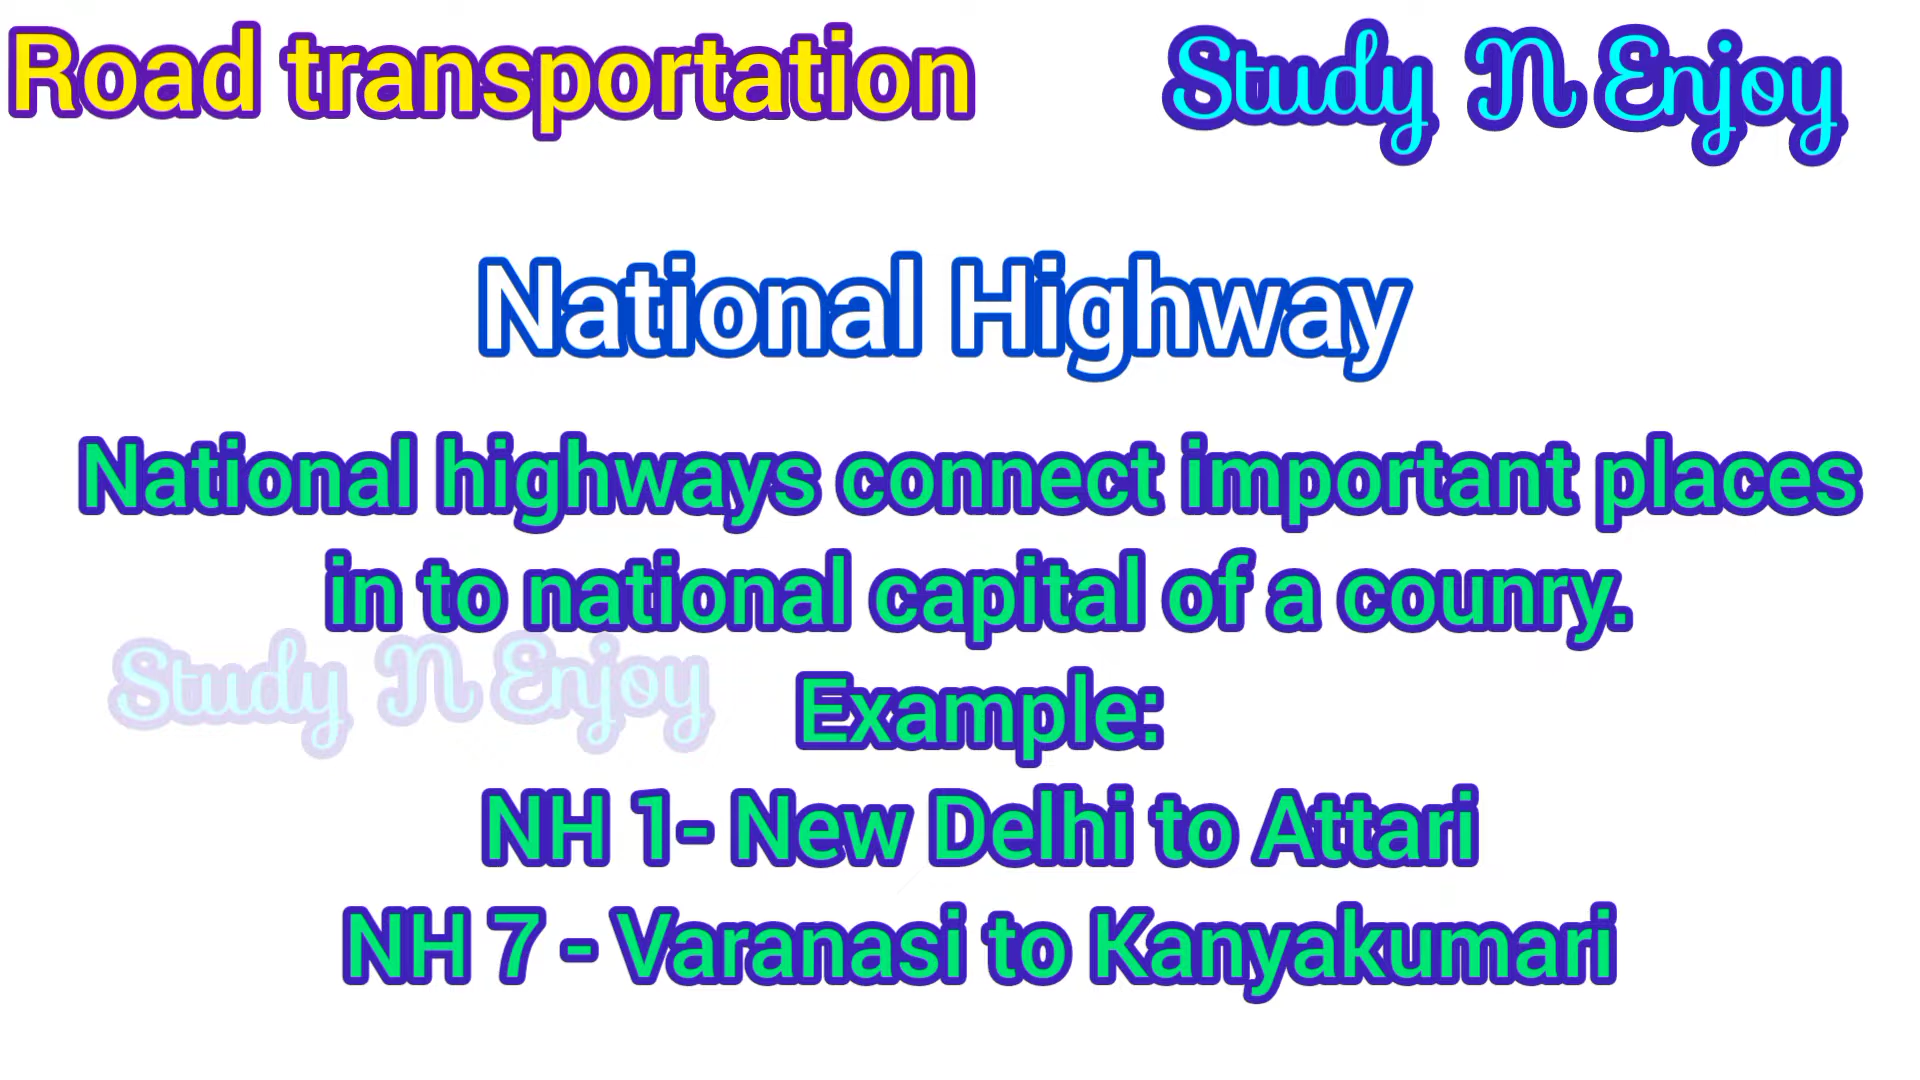 Road transportation
Study N Enjoy
National Highway
National highways connect important places
in to national capital of a counry.
Study N Enjoy
Example:
NH 1- New Delhi to Attari
NH 7 - Varanasi to Kanyakumari